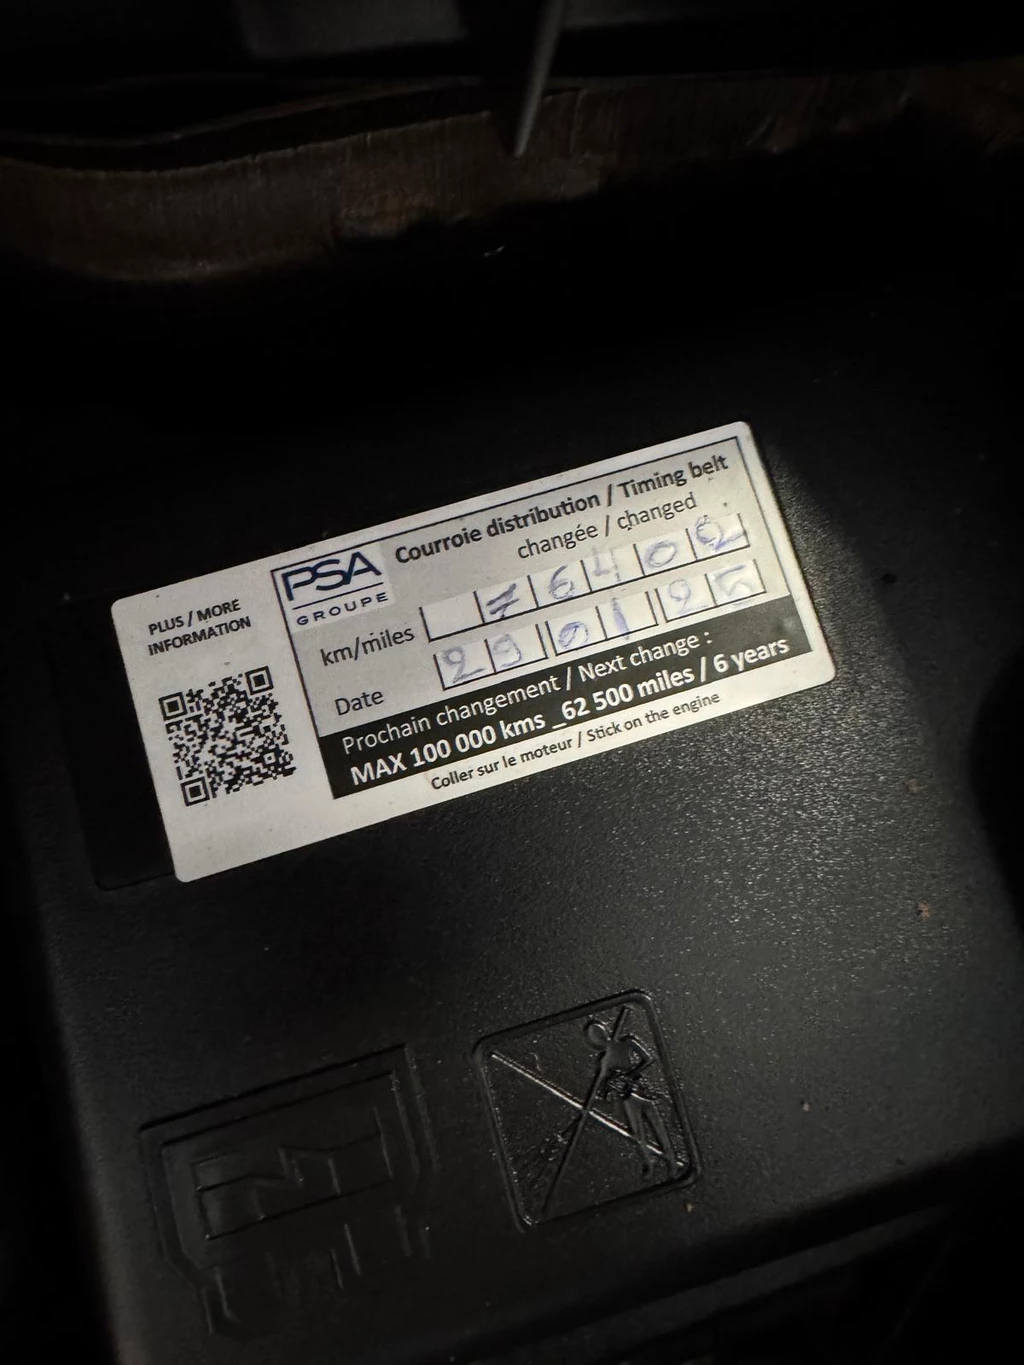 PLUS / MORE
INFORMATION
PSA
GROUPE
Courroie distribution / Timing belt
changée / changed
km/miles 76402
Date 29 01 25
Prochain changement / Next change :
MAX 100 000 kms _62 500 miles / 6 years
Coller sur le moteur / Stick on the engine